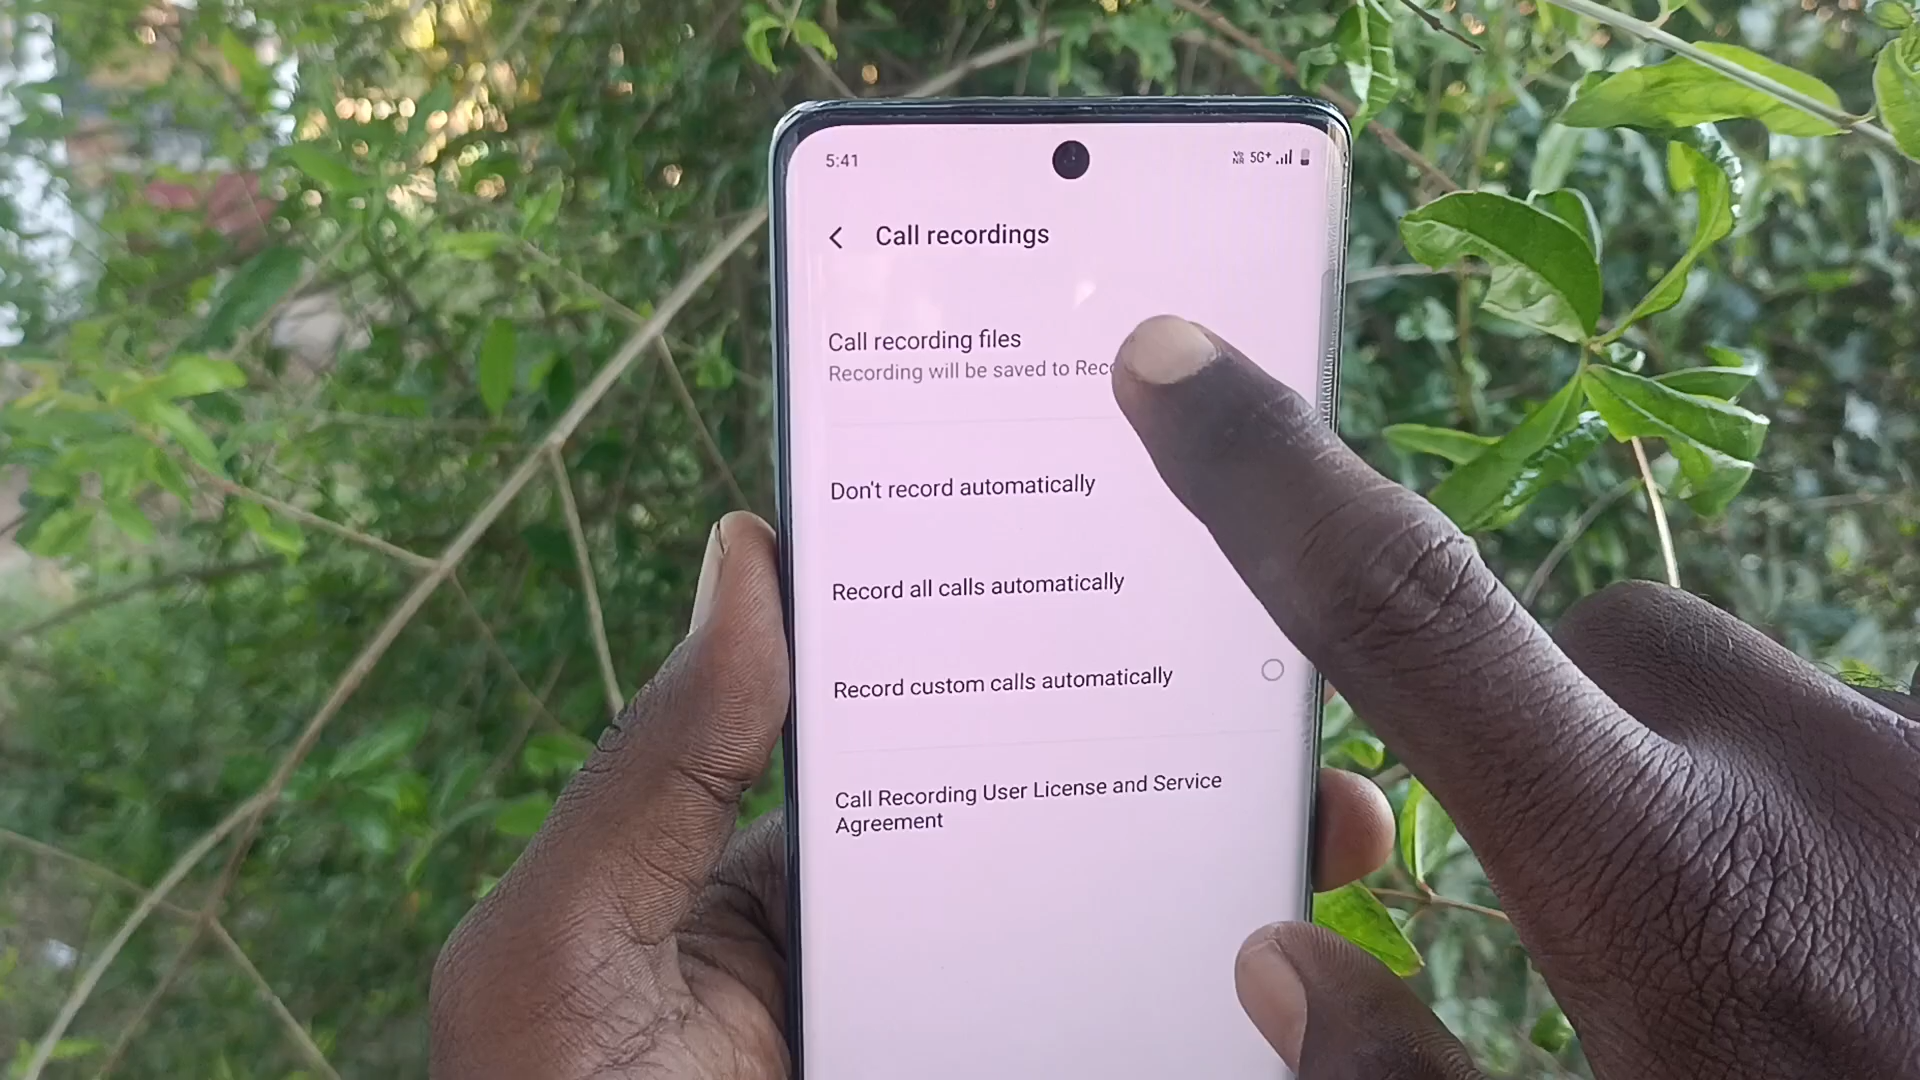 5:41 5G+
Call recordings
Call recording files
Recording will be saved to
Don't record automatically
Record all calls automatically
Record custom calls automatically
Call Recording User License and Service
Agreement